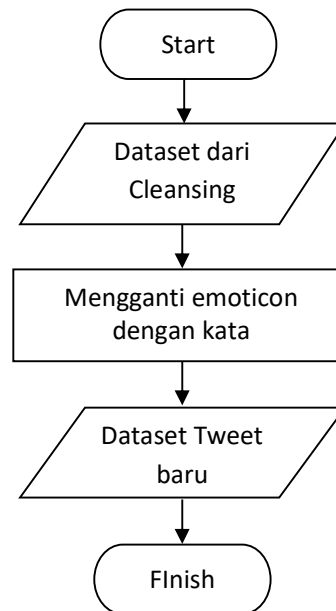 Start
Dataset dari
Cleansing
Mengganti emoticon
dengan kata
Dataset Tweet
baru
FInish